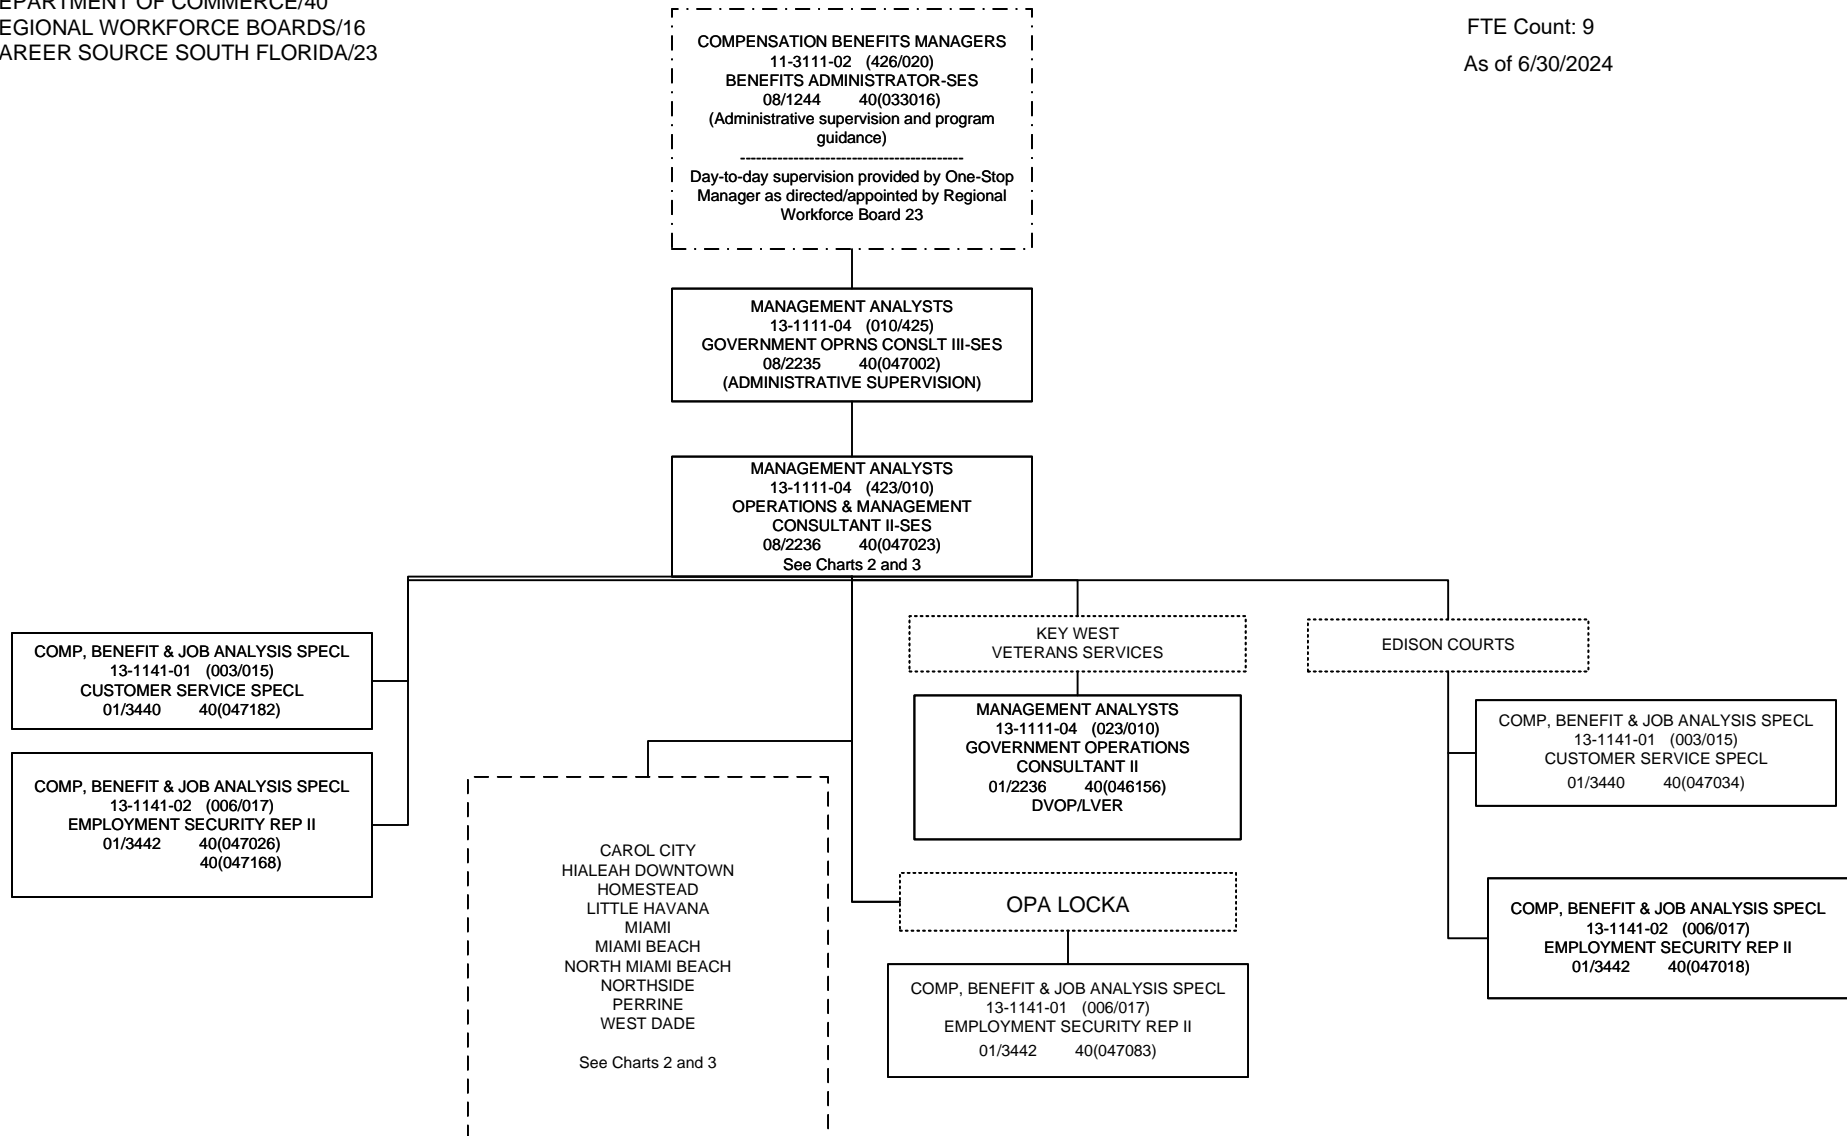 EPARTMENT OF COMMERCE/40
EGIONAL WORKFORCE BOARDS/16
AREER SOURCE SOUTH FLORIDA/23
FTE Count: 9
As of 6/30/2024
COMPENSATION BENEFITS MANAGERS
11-3111-02 (426/020)
BENEFITS ADMINISTRATOR-SES
08/1244 40(033016)
(Administrative supervision and program
guidance)
-------------------------------------------
Day-to-day supervision provided by One-Stop
Manager as directed/appointed by Regional
Workforce Board 23
MANAGEMENT ANALYSTS
13-1111-04 (010/425)
GOVERNMENT OPRNS CONSLT III-SES
08/2235 40(047002)
(ADMINISTRATIVE SUPERVISION)
MANAGEMENT ANALYSTS
13-1111-04 (423/010)
OPERATIONS & MANAGEMENT
CONSULTANT II-SES
08/2236 40(047023)
See Charts 2 and 3
COMP, BENEFIT & JOB ANALYSIS SPECL
13-1141-01 (003/015)
CUSTOMER SERVICE SPECL
01/3440 40(047182)
COMP, BENEFIT & JOB ANALYSIS SPECL
13-1141-02 (006/017)
EMPLOYMENT SECURITY REP II
01/3442 40(047026)
40(047168)
CAROL CITY
HIALEAH DOWNTOWN
HOMESTEAD
LITTLE HAVANA
MIAMI
MIAMI BEACH
NORTH MIAMI BEACH
NORTHSIDE
PERRINE
WEST DADE
See Charts 2 and 3
KEY WEST
VETERANS SERVICES
MANAGEMENT ANALYSTS
13-1111-04 (023/010)
GOVERNMENT OPERATIONS
CONSULTANT II
01/2236 40(046156)
DVOP/LVER
OPA LOCKA
COMP, BENEFIT & JOB ANALYSIS SPECL
13-1141-01 (006/017)
EMPLOYMENT SECURITY REP II
01/3442 40(047083)
EDISON COURTS
COMP, BENEFIT & JOB ANALYSIS SPECL
13-1141-01 (003/015)
CUSTOMER SERVICE SPECL
01/3440 40(047034)
COMP, BENEFIT & JOB ANALYSIS SPECL
13-1141-02 (006/017)
EMPLOYMENT SECURITY REP II
01/3442 40(047018)